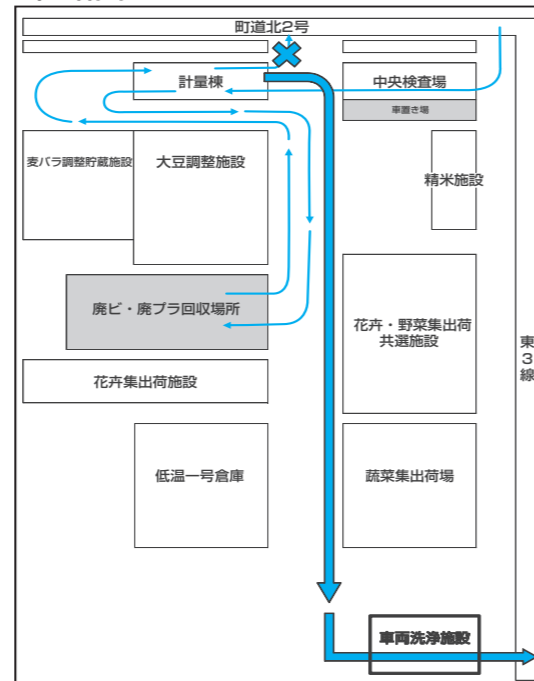 町道北2号
計量棟
中央検査場
車置き場
麦バラ調整貯蔵施設
大豆調整施設
精米施設
廃ビ・廃プラ回収場所
花卉・野菜集出荷
共選施設
東3線
花卉集出荷施設
低温一号倉庫
蔬菜集出荷場
車両洗浄施設